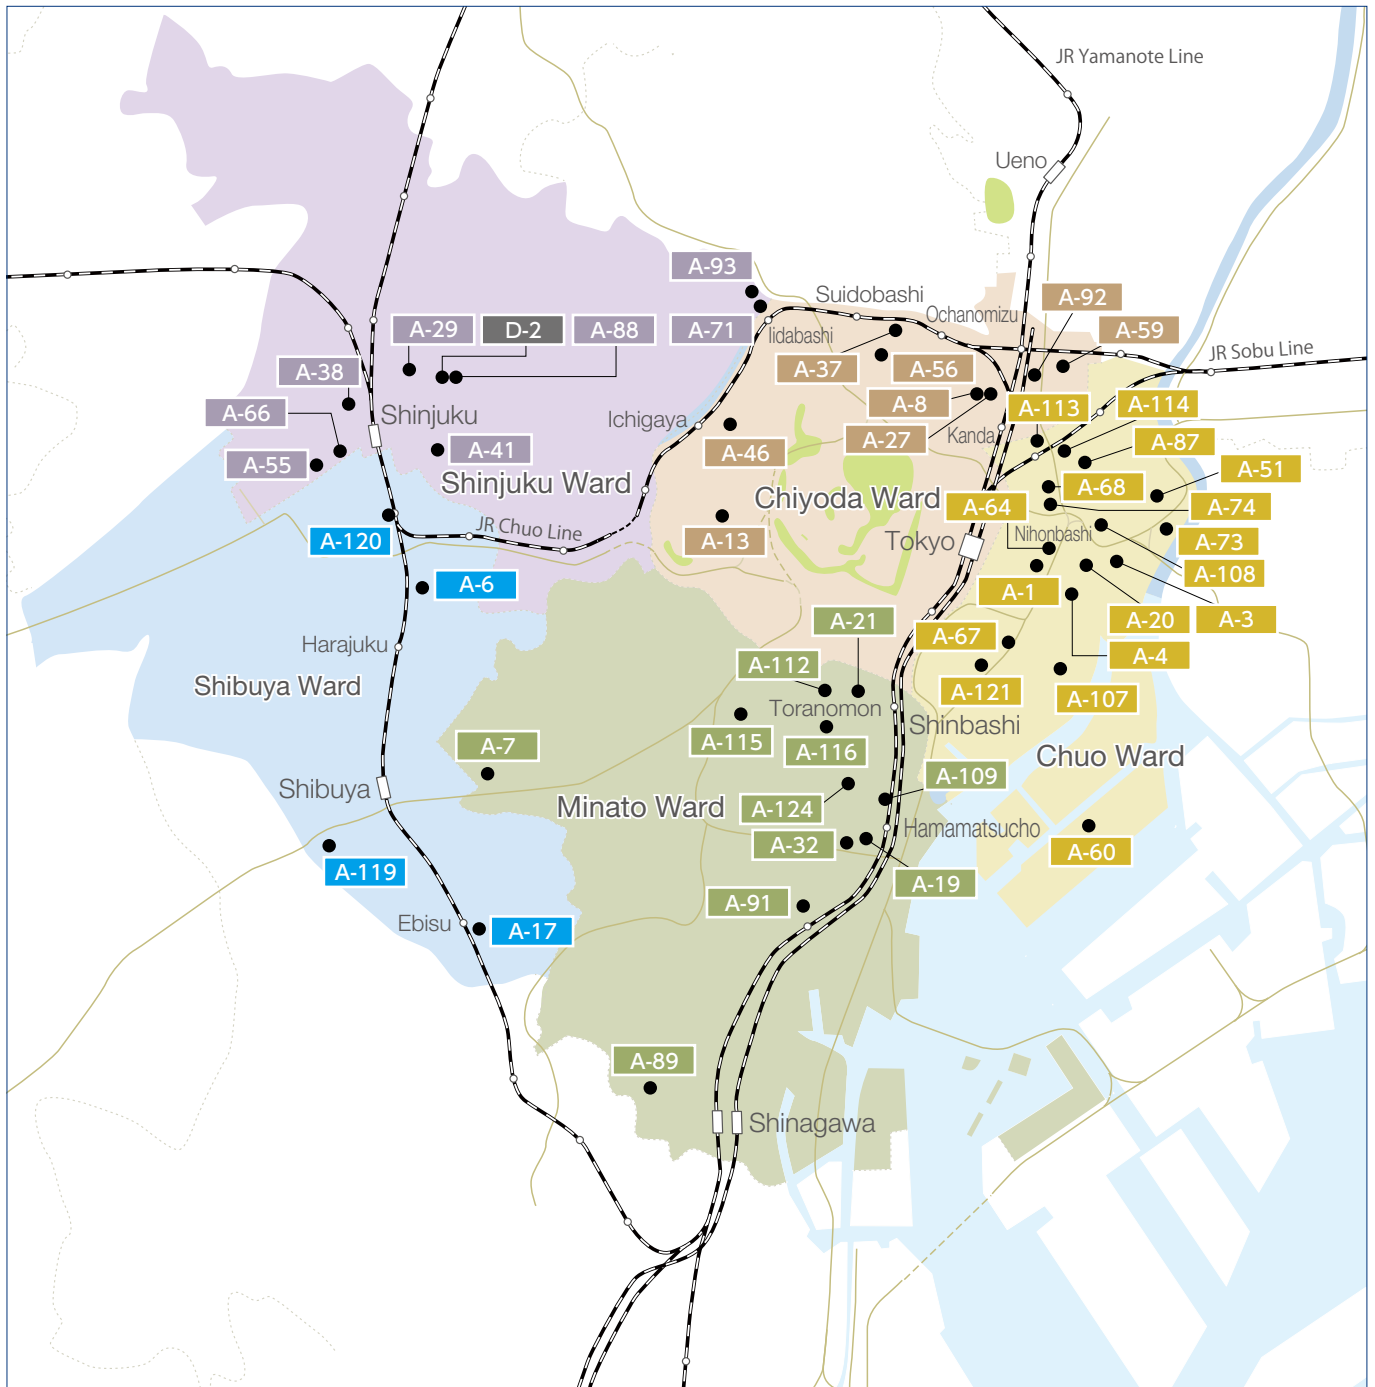 JR Yamanote Line
Ueno
A-93
Suidobashi
A-92
Ochanomizu
A-29
D-2
A-88
A-71
Iidabashi
A-59
JR Sobu Line
A-38
A-37
A-56
A-66
Shinjuku
Ichigaya
A-8
A-113
A-114
A-55
A-41
A-46
A-27
Kanda
A-87
Shinjuku Ward
Chiyoda Ward
A-68
A-51
A-64
A-74
JR Chuo Line
A-120
A-13
Tokyo
Nihonbashi
A-73
A-108
A-6
A-1
A-21
A-20
A-3
Harajuku
A-67
A-4
Shibuya Ward
A-112
A-121
A-107
Toranomon
Shinbashi
A-7
A-115
A-116
Chuo Ward
Shibuya
A-109
Minato Ward
A-124
Hamamatsucho
A-32
A-60
A-119
A-19
A-91
Ebisu
A-17
A-89
Shinagawa